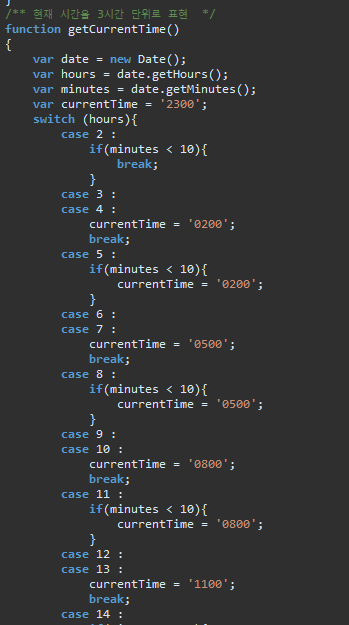 }
/** 현재 시간을 3시간 단위로 표현  */
function getCurrentTime()
{
    var date = new Date();
    var hours = date.getHours();
    var minutes = date.getMinutes();
    var currentTime = '2300';
    switch (hours){
        case 2 :
            if(minutes < 10){
                break;
            }
        case 3 :
        case 4 :
            currentTime = '0200';
            break;
        case 5 :
            if(minutes < 10){
                currentTime = '0200';
            }
        case 6 :
        case 7 :
            currentTime = '0500';
            break;
        case 8 :
            if(minutes < 10){
                currentTime = '0500';
            }
        case 9 :
        case 10 :
            currentTime = '0800';
            break;
        case 11 :
            if(minutes < 10){
                currentTime = '0800';
            }
        case 12 :
        case 13 :
            currentTime = '1100';
            break;
        case 14 :